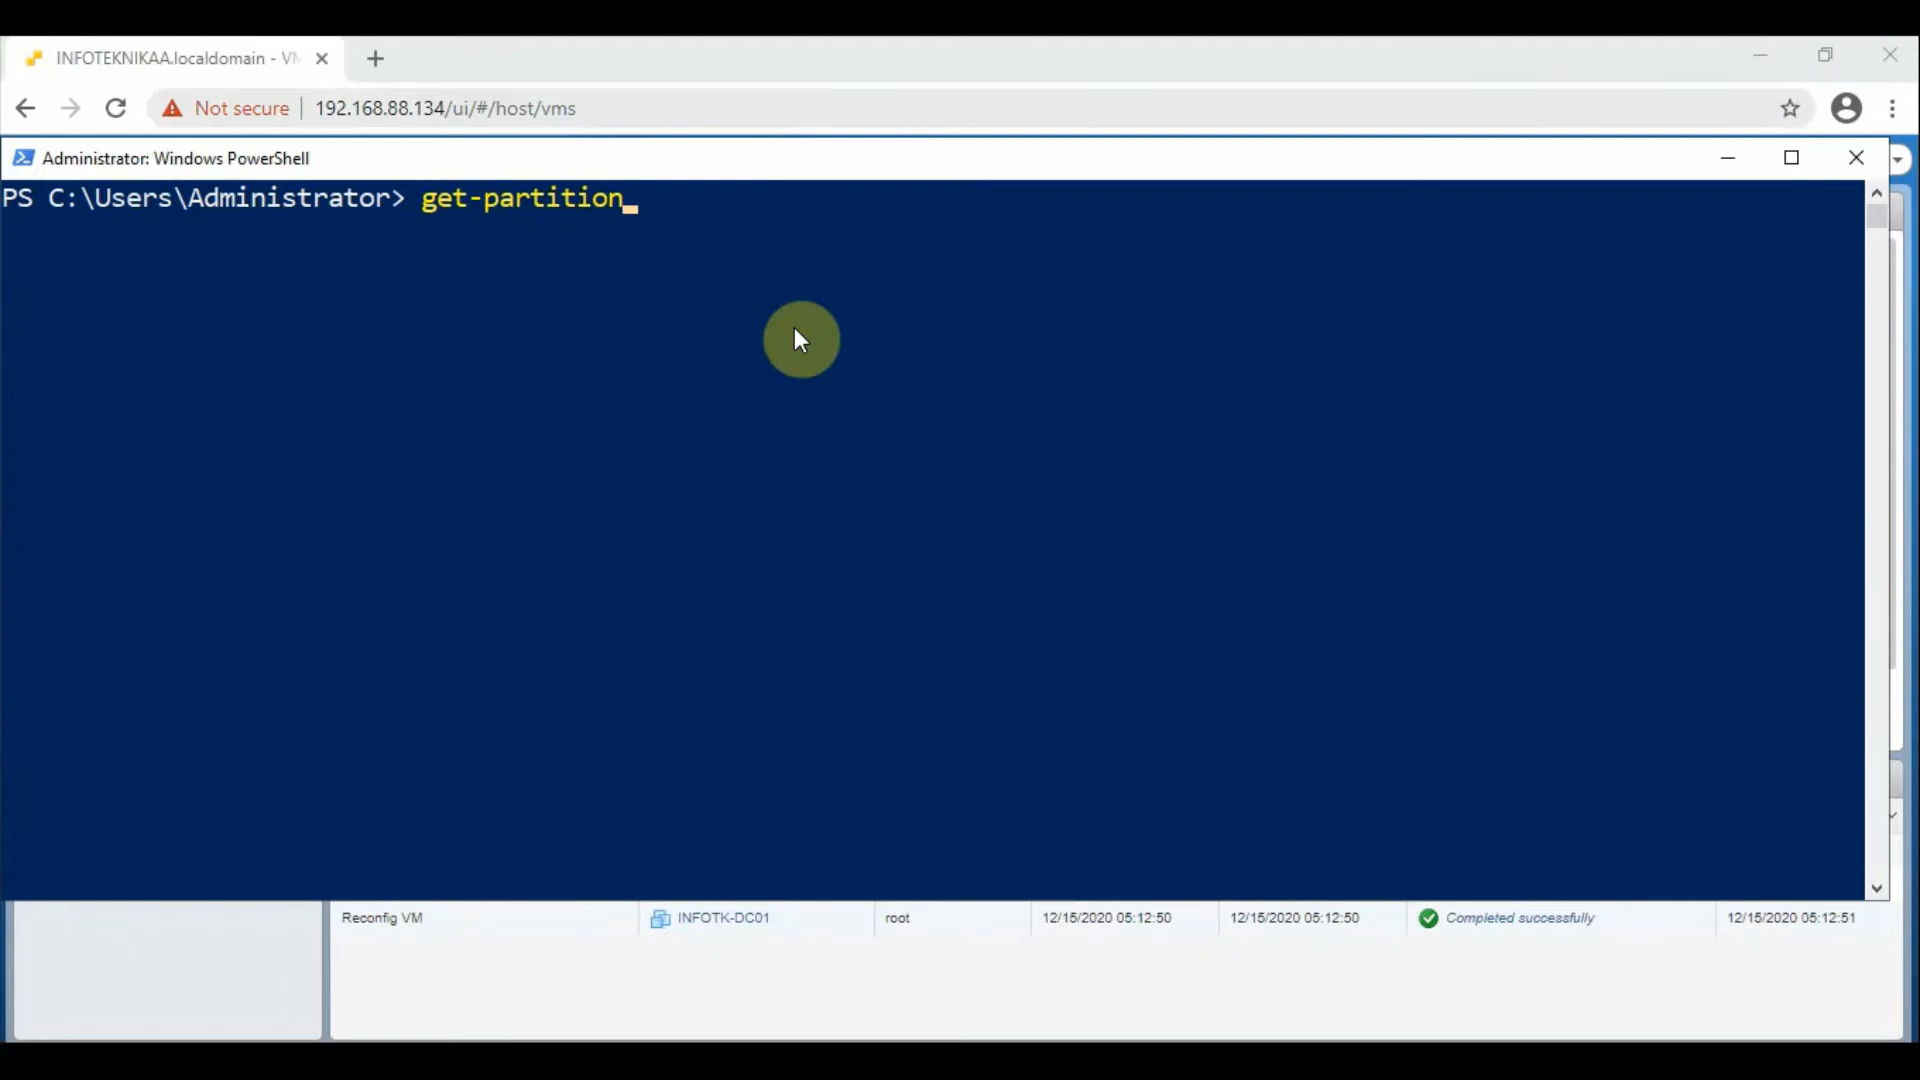 INFOTEKNIKAA.localdomain - VM
Not secure
192.168.88.134/ui/#/host/vms
Administrator: Windows PowerShell
PS C:\Users\Administrator> get-partition_
Reconfig VM INFOTK-DC01 root 12/15/2020 05:12:50 12/15/2020 05:12:50 Completed successfully 12/15/2020 05:12:51